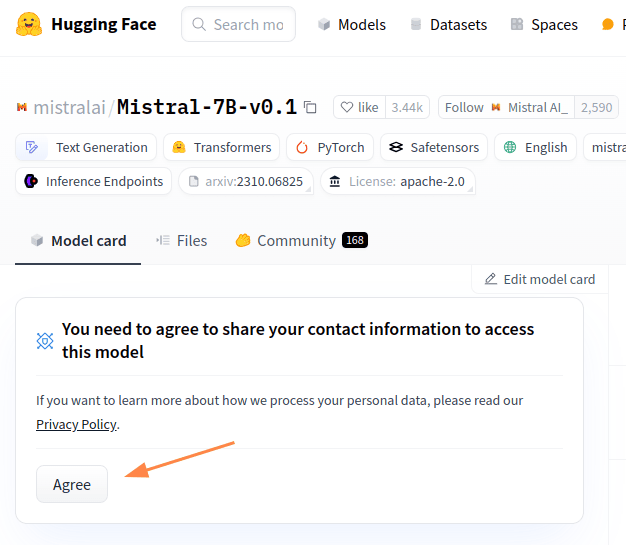 Hugging Face Search mo Models Datasets Spaces
mistralai/Mistral-7B-v0.1 like 3.44k Follow Mistral AI_ 2,590
Text Generation Transformers PyTorch Safetensors English mistra
Inference Endpoints arxiv:2310.06825 License: apache-2.0
Model card Files Community 168
Edit model card
You need to agree to share your contact information to access
this model
If you want to learn more about how we process your personal data, please read our
Privacy Policy.
Agree